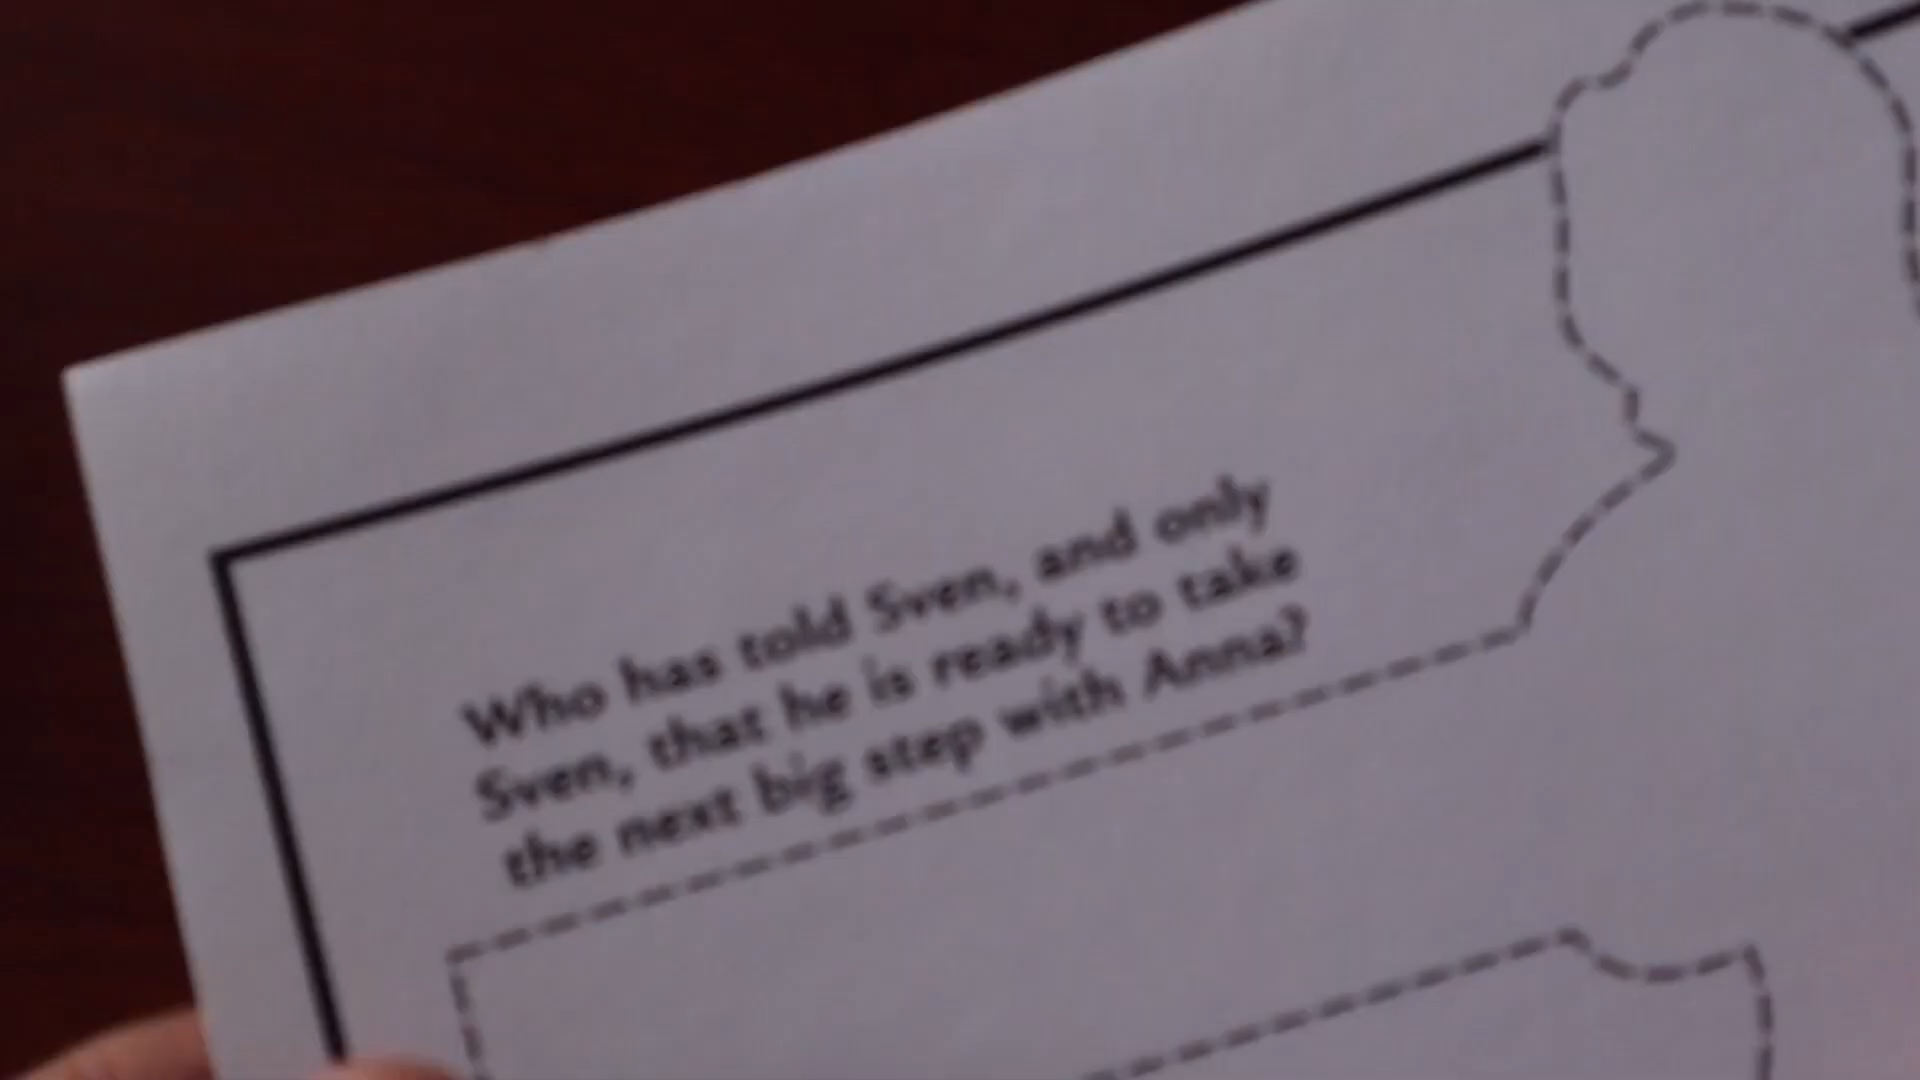 Who has told Sven, and only
Sven, that he is ready to take
the next big step with Anna?